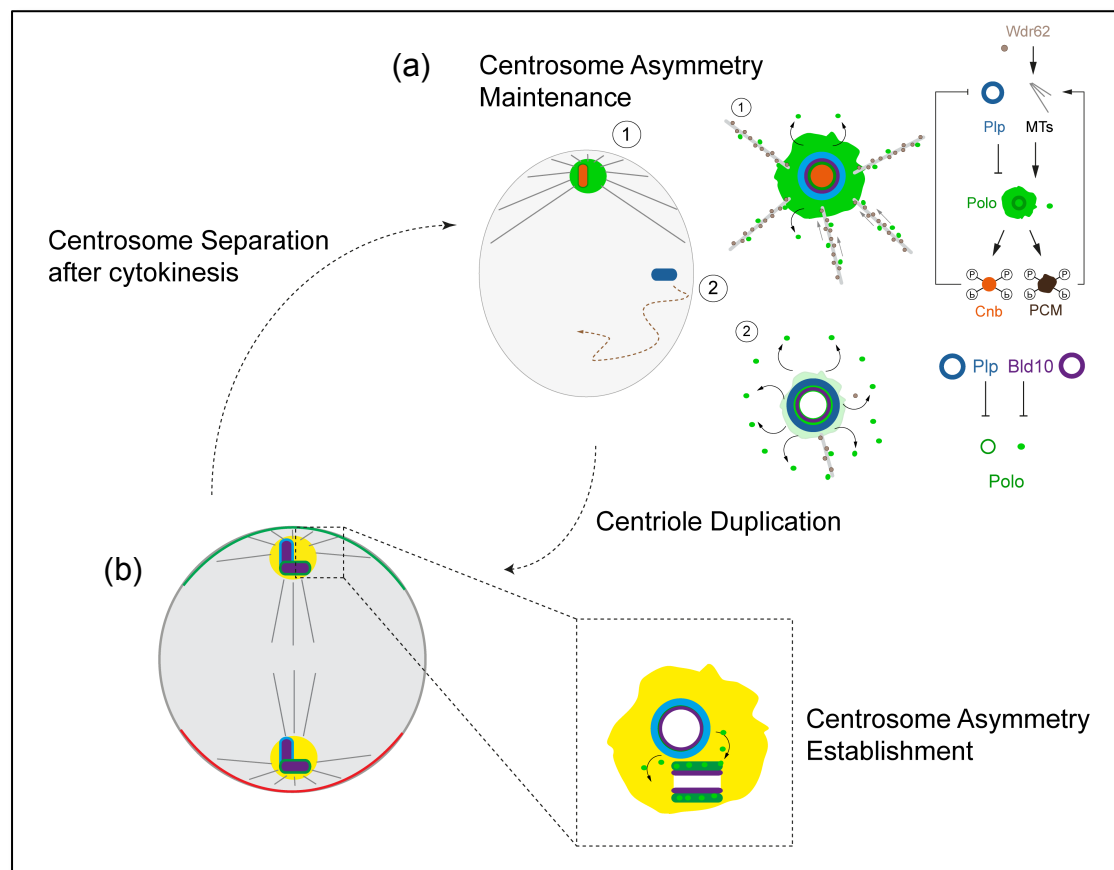 (a)
Centrosome Asymmetry
Maintenance
1
2
Centrosome Separation
after cytokinesis
1
Wdr62
Plp
MTs
Polo
P P P P
P P P P
Cnb
PCM
2
Plp
Bld10
Polo
Centriole Duplication
(b)
Centrosome Asymmetry
Establishment